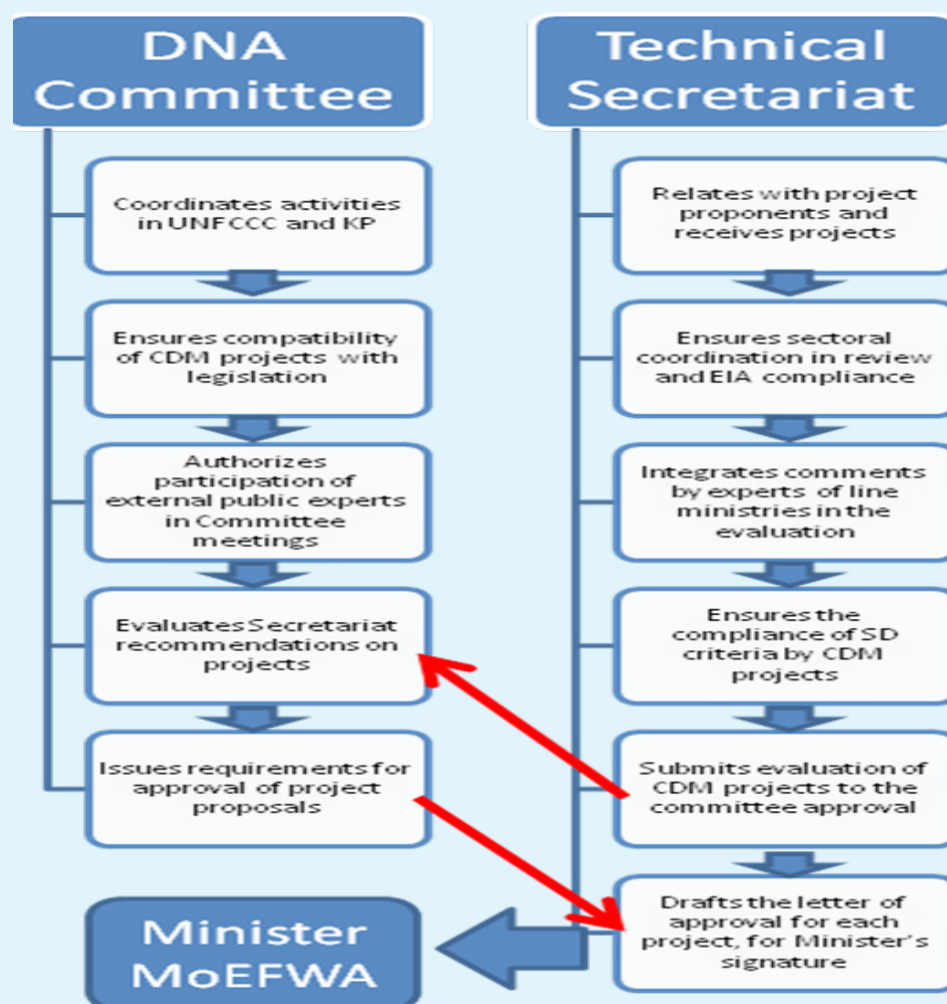 DNA
Committee
Coordinates activities
in UNFCCC and KP
Ensures compatibility
of CDM projects with
legislation
Authorizes
participation of
external public experts
in Committee
meetings
Evaluates Secretariat
recommendations on
projects
Issues requirements for
approval of project
proposals
Minister
MoEFWA
Technical
Secretariat
Relates with project
proponents and
receives projects
Ensures sectoral
coordination in review
and EIA compliance
Integrates comments
by experts of line
ministries in the
evaluation
Ensures the
compliance of SD
criteria by CDM
projects
Submits evaluation of
CDM projects to the
committee approval
Drafts the letter of
approval for each
project, for Minister's
signature